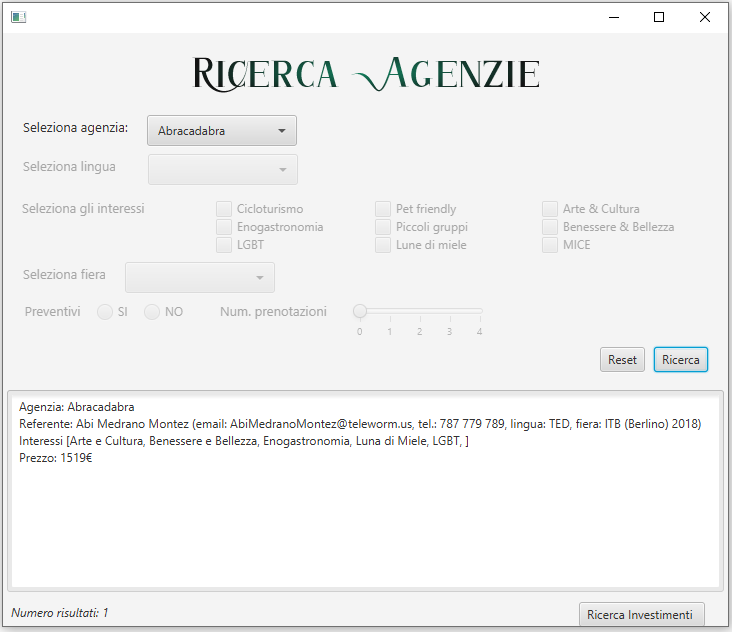 RICERCA AGENZIE
Seleziona agenzia: Abracadabra
Seleziona lingua
Seleziona gli interessi Cicloturismo Pet friendly Arte & Cultura
Enogastronomia Piccoli gruppi Benessere & Bellezza
LGBT Lune di miele MICE
Seleziona fiera
Preventivi SI NO Num. prenotazioni
0 1 2 3 4
Reset Ricerca
Agenzia: Abracadabra
Referente: Abi Medrano Montez (email: AbiMedranoMontez@teleworm.us, tel.: 787 779 789, lingua: TED, fiera: ITB (Berlino) 2018)
Interessi [Arte e Cultura, Benessere e Bellezza, Enogastronomia, Luna di Miele, LGBT, ]
Prezzo: 1519€
Numero risultati: 1 Ricerca Investimenti